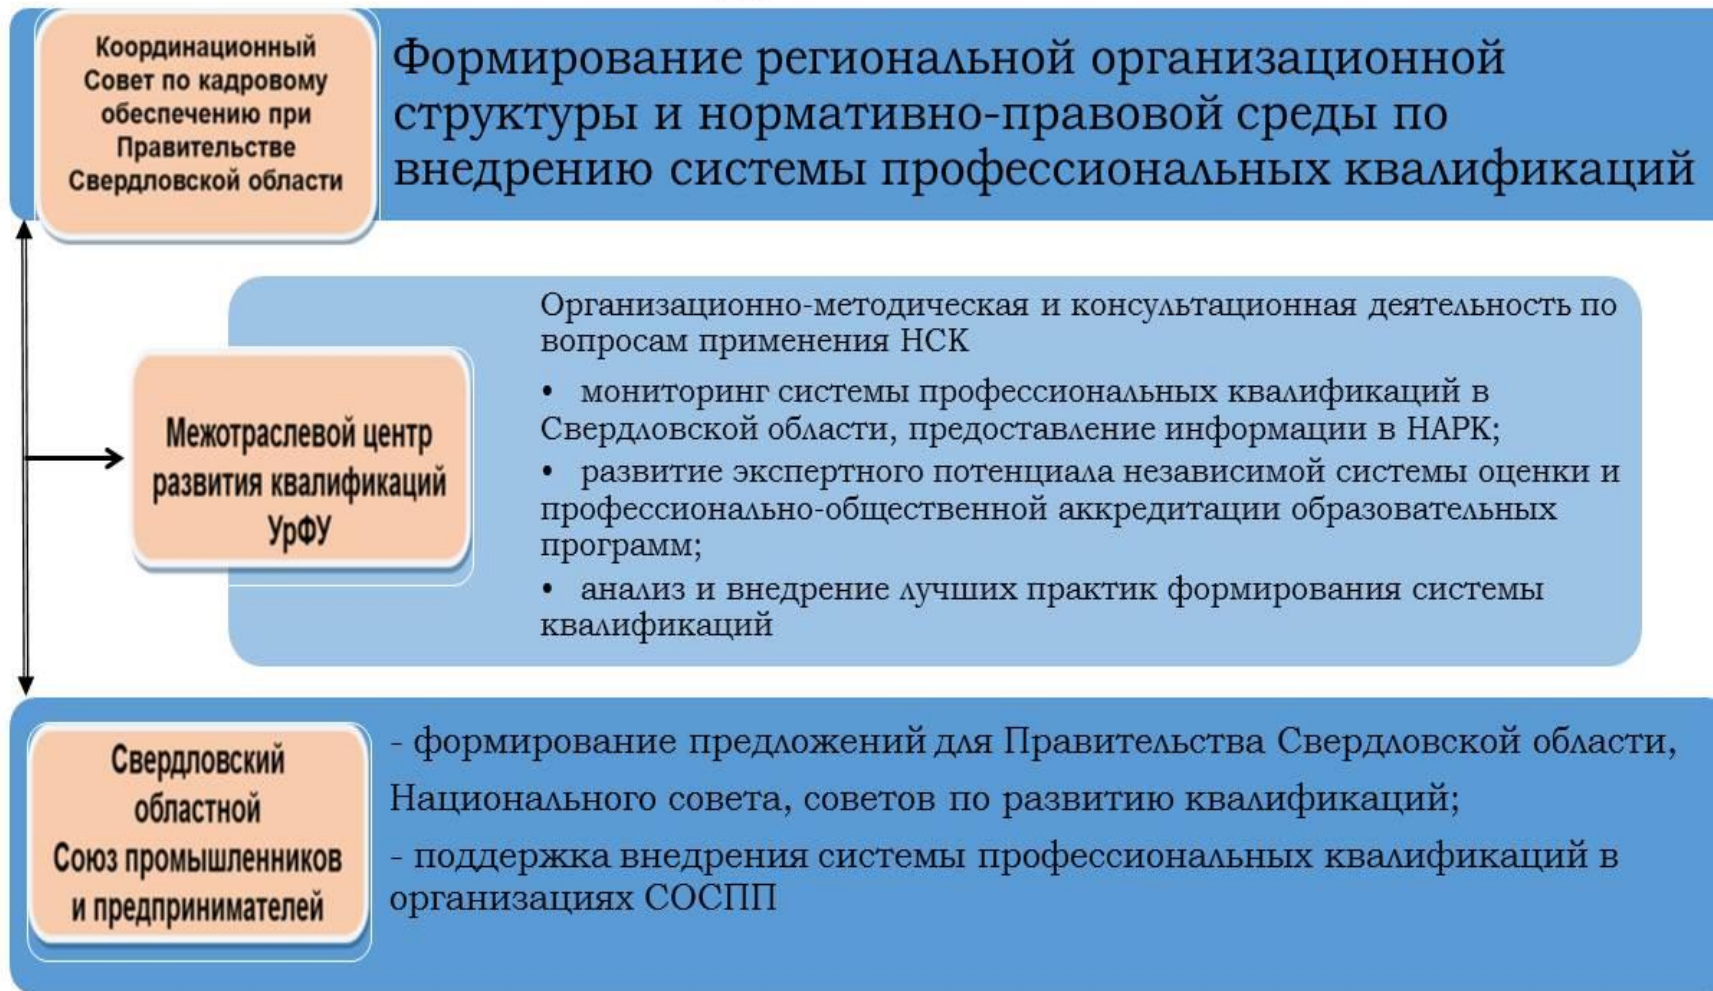 Координационный
Совет по кадровому
обеспечению при
Правительстве
Свердловской области
Формирование региональной организационной
структуры и нормативно-правовой среды по
внедрению системы профессиональных квалификаций
Межотраслевой центр
развития квалификаций
УрФУ
Организационно-методическая и консультационная деятельность по
вопросам применения НСК
• мониторинг системы профессиональных квалификаций в
Свердловской области, предоставление информации в НАРК;
• развитие экспертного потенциала независимой системы оценки и
профессионально-общественной аккредитации образовательных
программ;
• анализ и внедрение лучших практик формирования системы
квалификаций
Свердловский
областной
Союз промышленников
и предпринимателей
- формирование предложений для Правительства Свердловской области,
Национального совета, советов по развитию квалификаций;
- поддержка внедрения системы профессиональных квалификаций в
организациях СОСПП